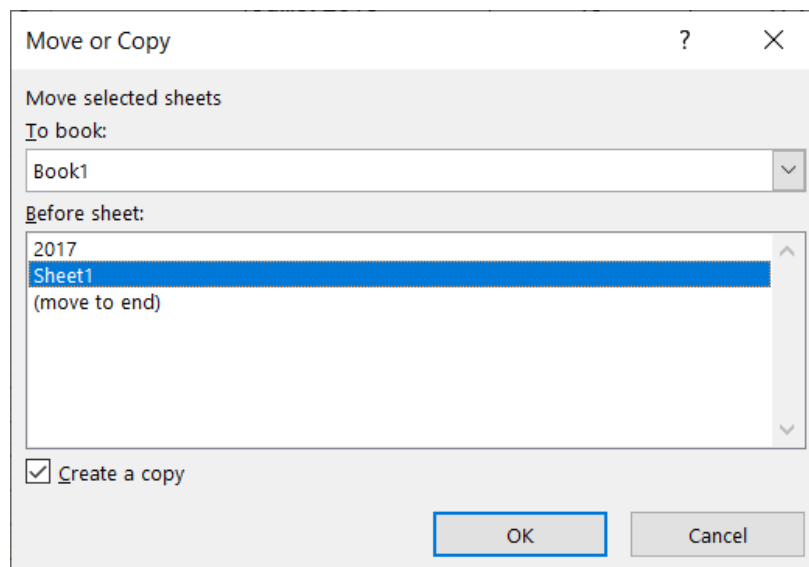 Move or Copy ?
Move selected sheets
To book:
Book1
Before sheet:
2017
Sheet1
(move to end)
Create a copy
OK Cancel